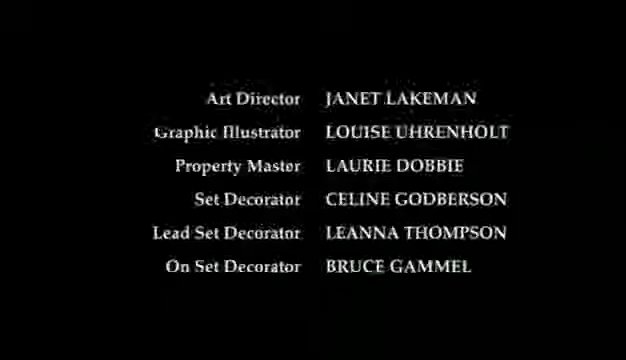 Art Director JANET LAKEMAN
Graphic Illustrator LOUISE UHRENHOLT
Property Master LAURIE DOBBIE
Set Decorator CELINE GODBERSON
Lead Set Decorator LEANNA THOMPSON
On Set Decorator BRUCE GAMMEL